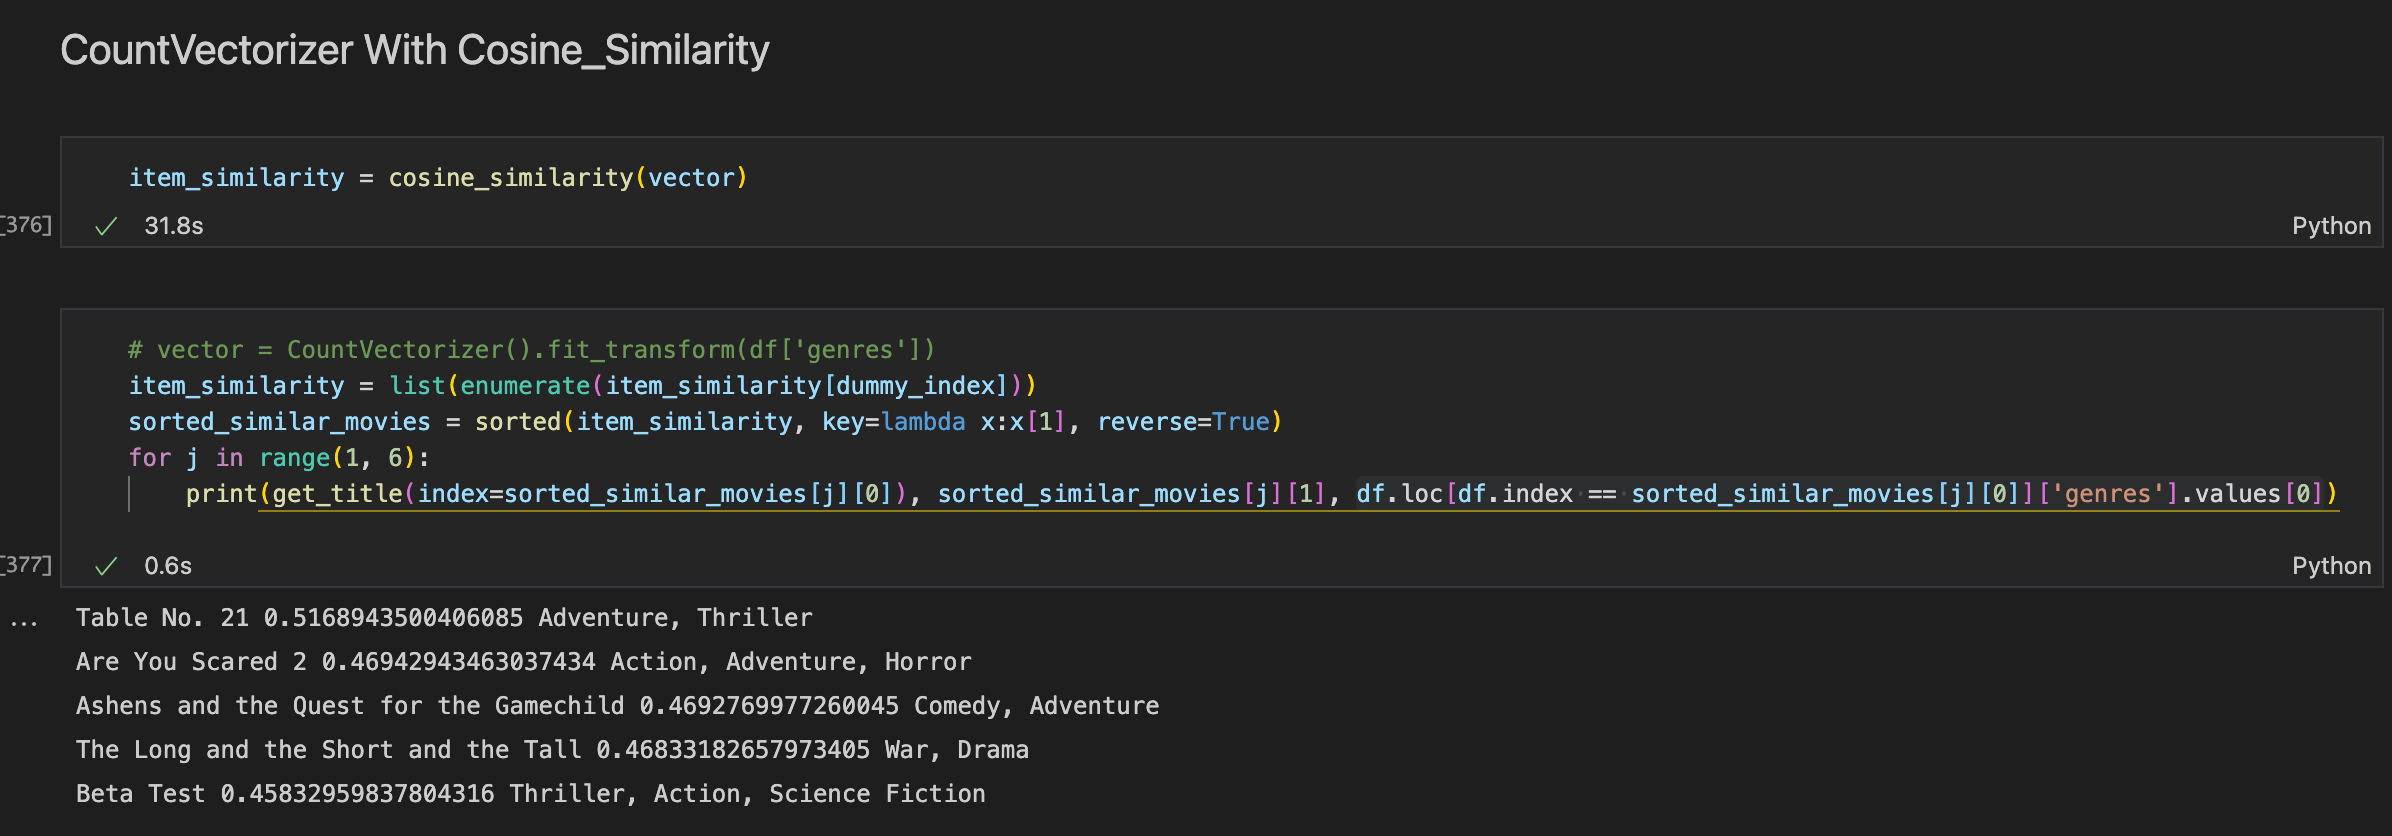 CountVectorizer With Cosine_Similarity
item_similarity = cosine_similarity(vector)
[376]
31.8s
Python
# vector = CountVectorizer().fit_transform(df['genres'])
item_similarity = list(enumerate(item_similarity[dummy_index]))
sorted_similar_movies = sorted(item_similarity, key=lambda x:x[1], reverse=True)
for j in range(1, 6):
print(get_title(index=sorted_similar_movies[j][0]), sorted_similar_movies[j][1], df.loc[df.index == sorted_similar_movies[j][0]]['genres'].values[0])
[377]
0.6s
Python
... Table No. 21 0.5168943500406085 Adventure, Thriller
Are You Scared 2 0.46942943463037434 Action, Adventure, Horror
Ashens and the Quest for the Gamechild 0.4692769977260045 Comedy, Adventure
The Long and the Short and the Tall 0.46833182657973405 War, Drama
Beta Test 0.45832959837804316 Thriller, Action, Science Fiction